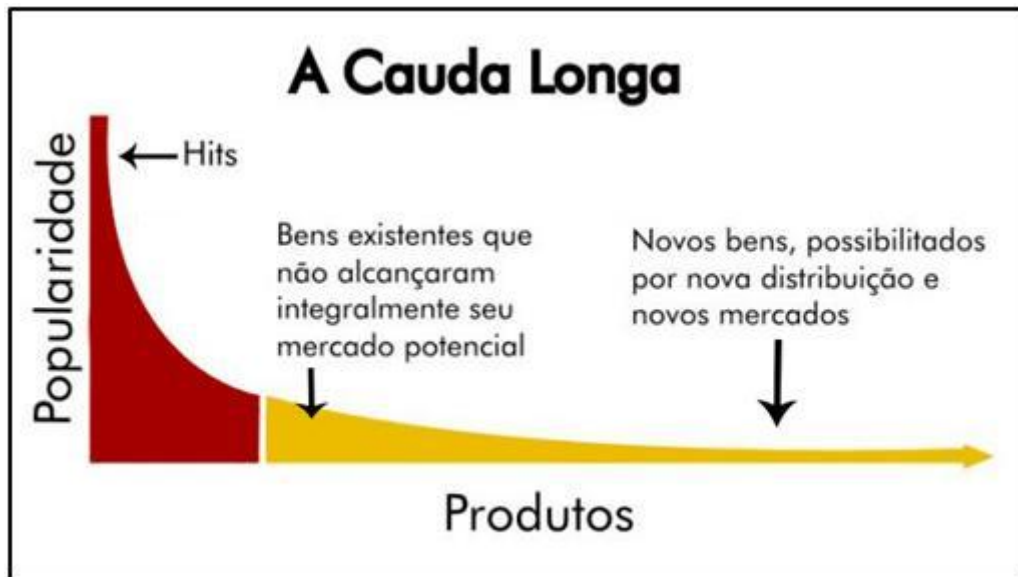 A Cauda Longa
Popularidade
Hits
Bens existentes que
não alcançaram
integralmente seu
mercado potencial
Novos bens, possibilitados
por nova distribuição e
novos mercados
Produtos